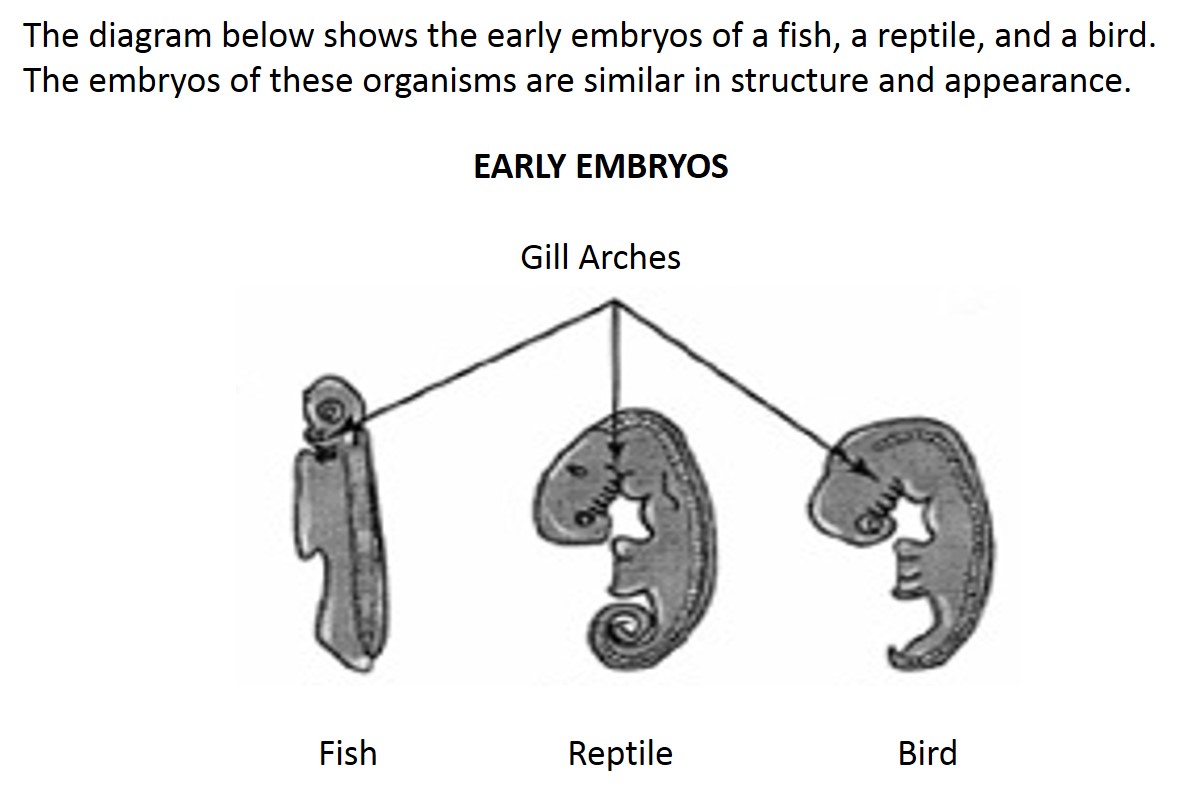 The diagram below shows the early embryos of a fish, a reptile, and a bird.
The embryos of these organisms are similar in structure and appearance.
EARLY EMBRYOS
Gill Arches
Fish Reptile Bird